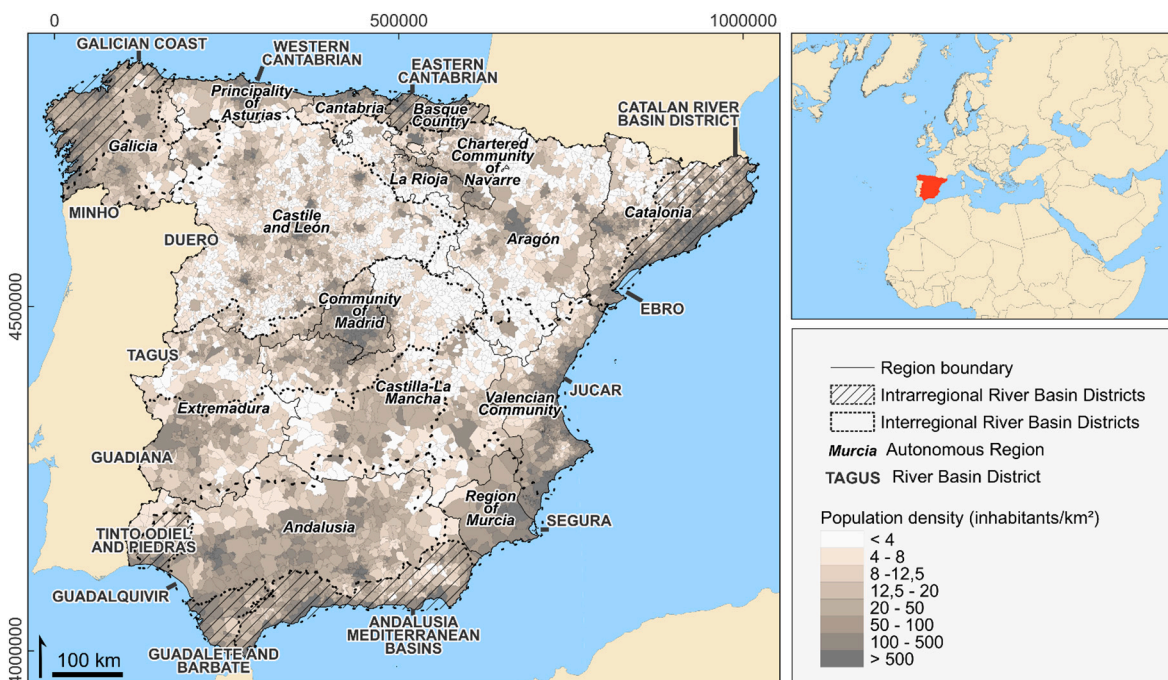 0
500000
1000000
GALICIAN COAST
WESTERN
CANTABRIAN
EASTERN
CANTABRIAN
CATALAN RIVER
BASIN DISTRICT
Principality
of
Asturias
Cantabria
Basque
Country
Chartered
Community
of
Navarre
Galicia
La Rioja
MINHO
Castile
and León
Catalonia
DUERO
Aragón
4500000
Community
of
Madrid
EBRO
TAGUS
Castilla-La
Mancha
JUCAR
Extremadura
Valencian
Community
GUADIANA
Region
of
Murcia
Andalusia
SEGURA
TINTO ODIEL
AND PIEDRAS
GUADALQUIVIR
ANDALUSIA
MEDITERRANEAN
BASINS
GUADALETE AND
BARBATE
4000000
100 km
Region boundary
Intrarregional River Basin Districts
Interregional River Basin Districts
Murcia Autonomous Region
TAGUS River Basin District
Population density (inhabitants/km²)
< 4
4 - 8
8 -12,5
12,5 - 20
20 - 50
50 - 100
100 - 500
> 500